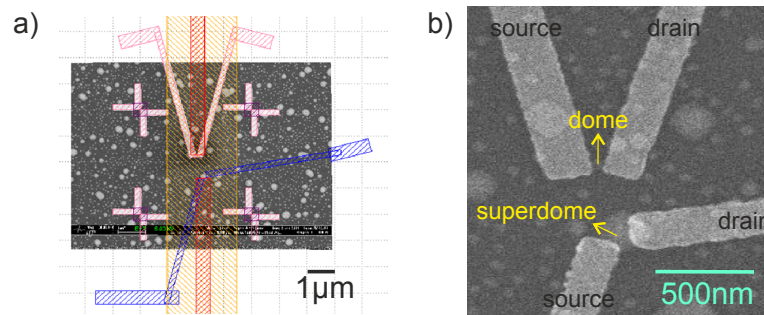 a)
1µm
b)
source
drain
dome
superdome
drain
source
500nm